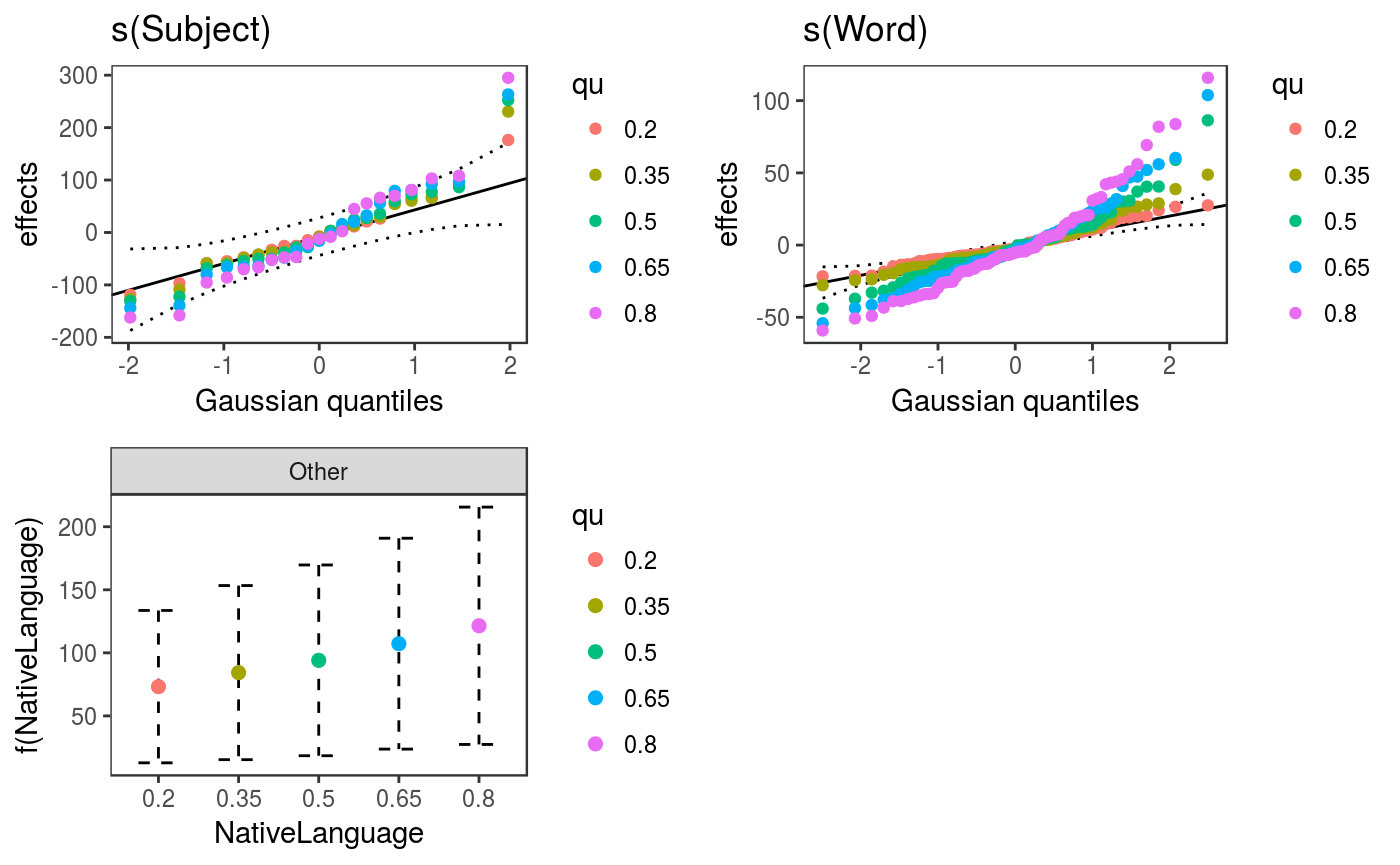 s(Subject)
300
200
100
0
-100
-200
effects
-2 -1 0 1 2
Gaussian quantiles
qu
0.2
0.35
0.5
0.65
0.8
s(Word)
100
50
0
-50
effects
-2 -1 0 1 2
Gaussian quantiles
qu
0.2
0.35
0.5
0.65
0.8
Other
200
150
100
50
f(NativeLanguage)
0.2 0.35 0.5 0.65 0.8
NativeLanguage
qu
0.2
0.35
0.5
0.65
0.8